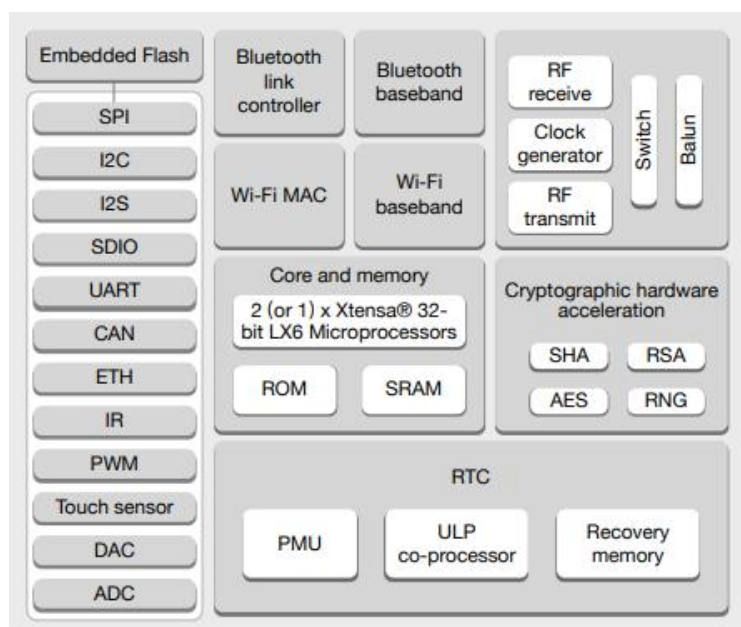 Embedded Flash
SPI
I2C
I2S
SDIO
UART
CAN
ETH
IR
PWM
Touch sensor
DAC
ADC
Bluetooth
link
controller
Bluetooth
baseband
Wi-Fi MAC
Wi-Fi
baseband
RF
receive
Clock
generator
RF
transmit
Switch
Balun
Core and memory
2 (or 1) x Xtensa® 32-
bit LX6 Microprocessors
ROM
SRAM
Cryptographic hardware
acceleration
SHA
RSA
AES
RNG
RTC
PMU
ULP
co-processor
Recovery
memory